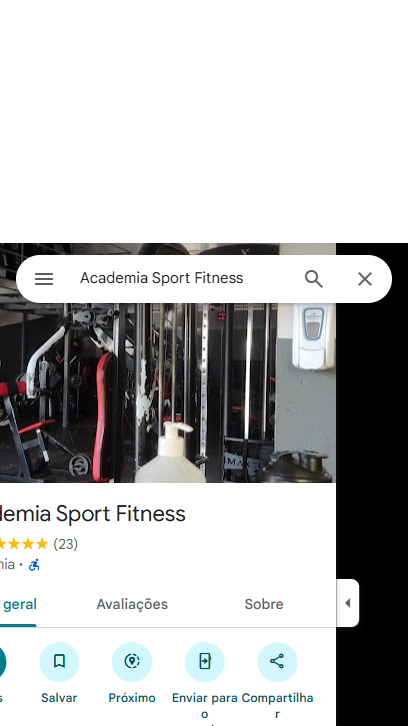 Academia Sport Fitness
demia Sport Fitness
(23)
nia •
geral
Avaliações
Sobre
s
Salvar
Próximo
Enviar para o
Compartilhar